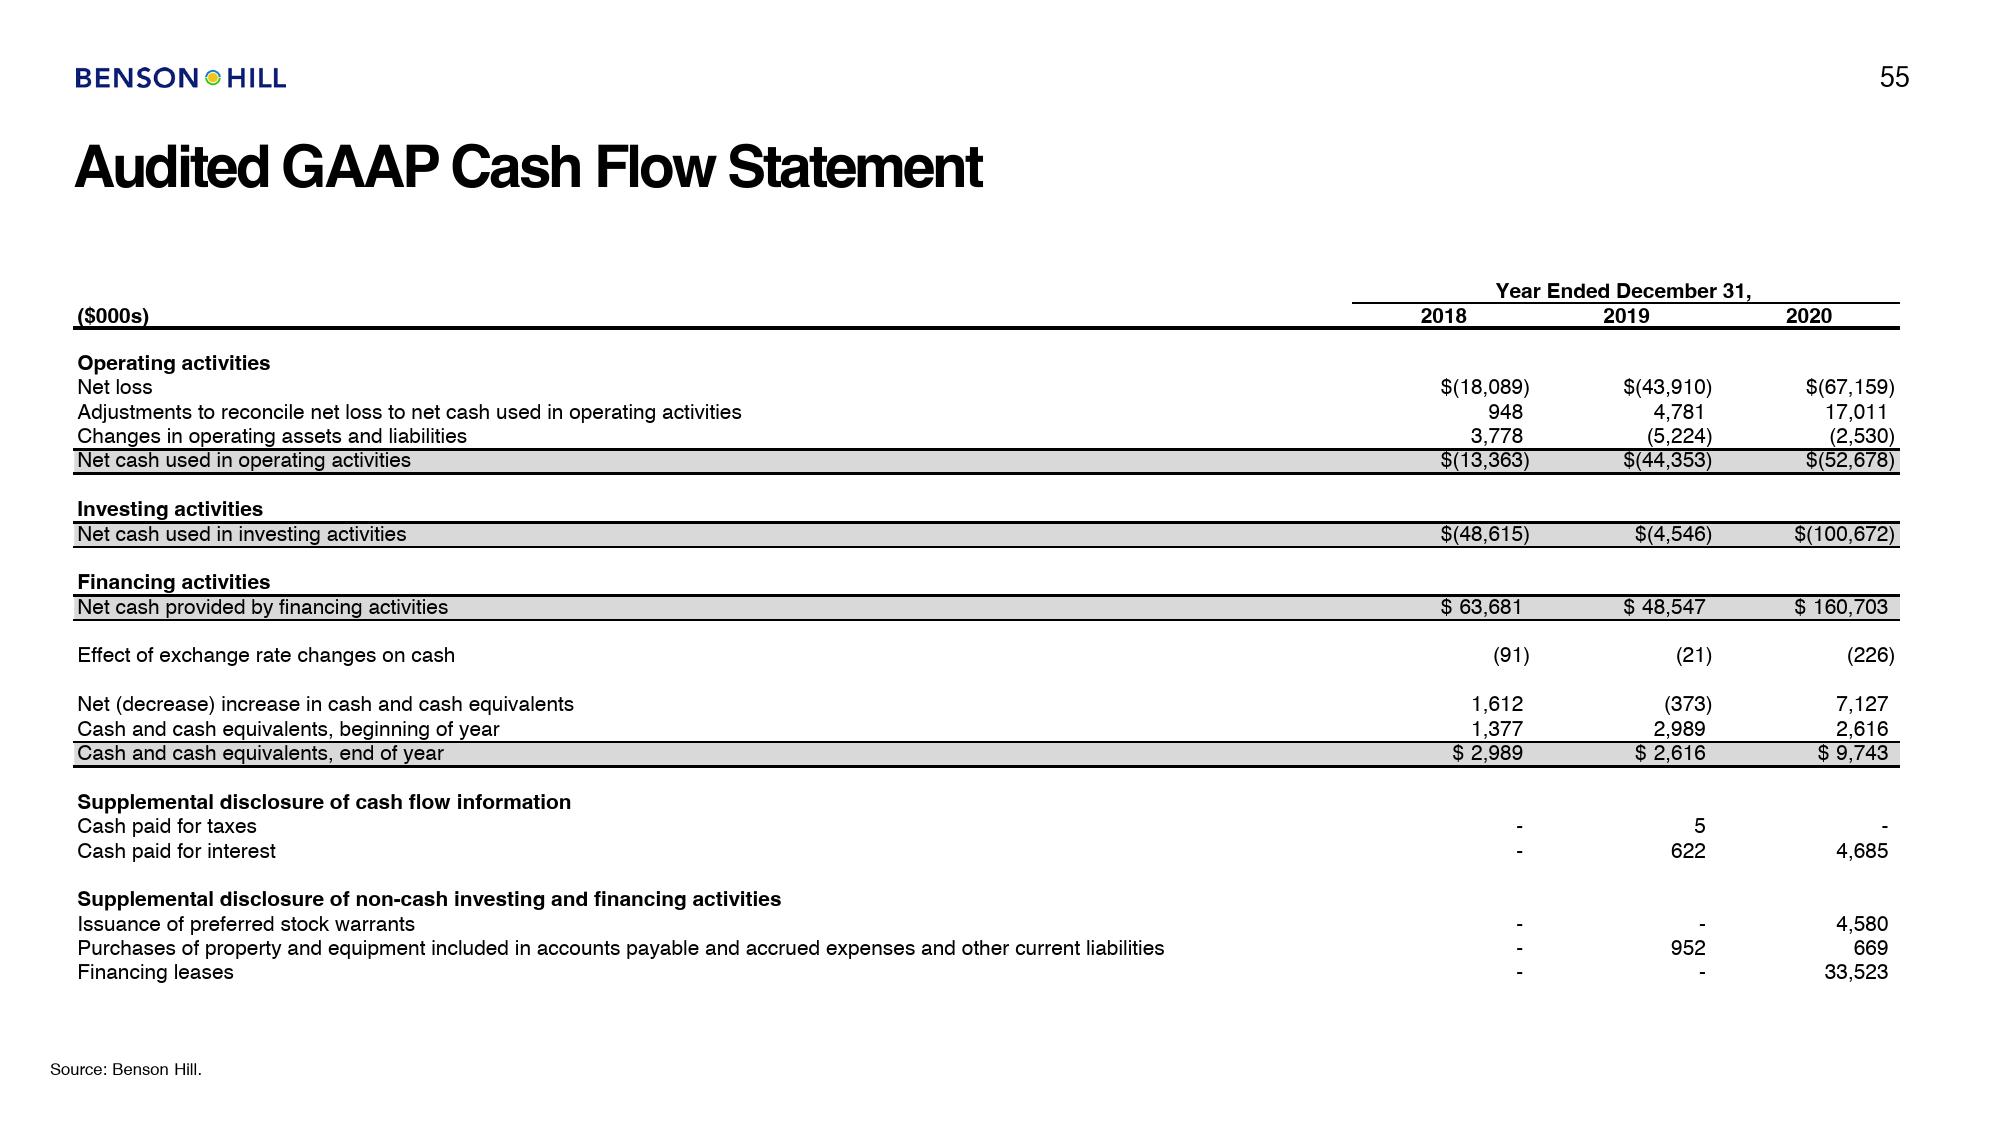 BENSON HILL
55
Audited GAAP Cash Flow Statement
Year Ended December 31,
($000s) 2018 2019 2020
Operating activities
Net loss $(18,089) $(43,910) $(67,159)
Adjustments to reconcile net loss to net cash used in operating activities 948 4,781 17,011
Changes in operating assets and liabilities 3,778 (5,224) (2,530)
Net cash used in operating activities $(13,363) $(44,353) $(52,678)
Investing activities
Net cash used in investing activities $(48,615) $(4,546) $(100,672)
Financing activities
Net cash provided by financing activities $ 63,681 $ 48,547 $ 160,703
Effect of exchange rate changes on cash (91) (21) (226)
Net (decrease) increase in cash and cash equivalents 1,612 (373) 7,127
Cash and cash equivalents, beginning of year 1,377 2,989 2,616
Cash and cash equivalents, end of year $ 2,989 $ 2,616 $ 9,743
Supplemental disclosure of cash flow information
Cash paid for taxes - 5 -
Cash paid for interest - 622 4,685
Supplemental disclosure of non-cash investing and financing activities
Issuance of preferred stock warrants - - 4,580
Purchases of property and equipment included in accounts payable and accrued expenses and other current liabilities - 952 669
Financing leases - - 33,523
Source: Benson Hill.